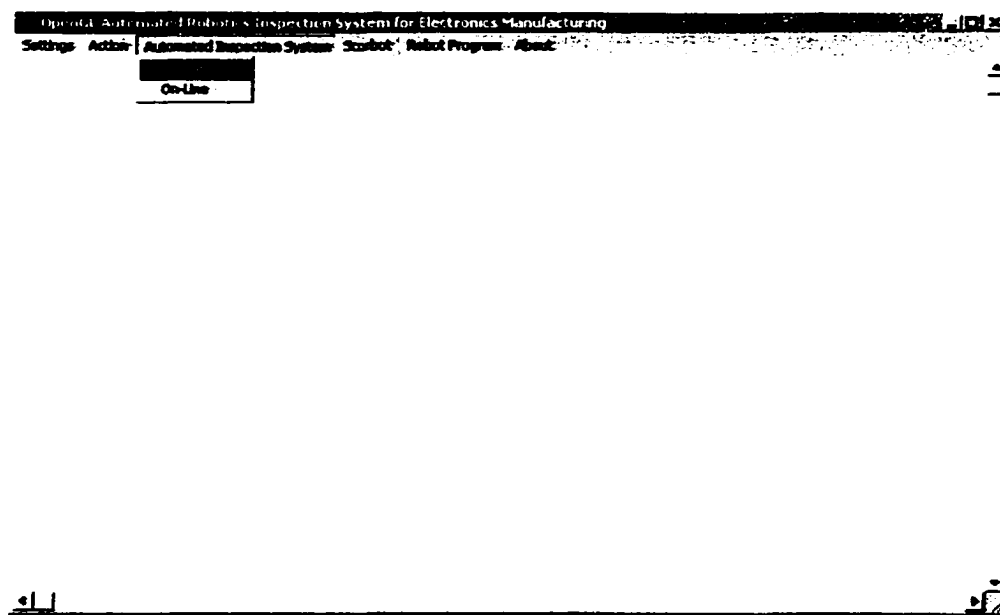 OpenGL Automated Robotics Inspection System for Electronics Manufacturing
Settings Action Automated Inspection System Scorbot Robot Program About
On-Line